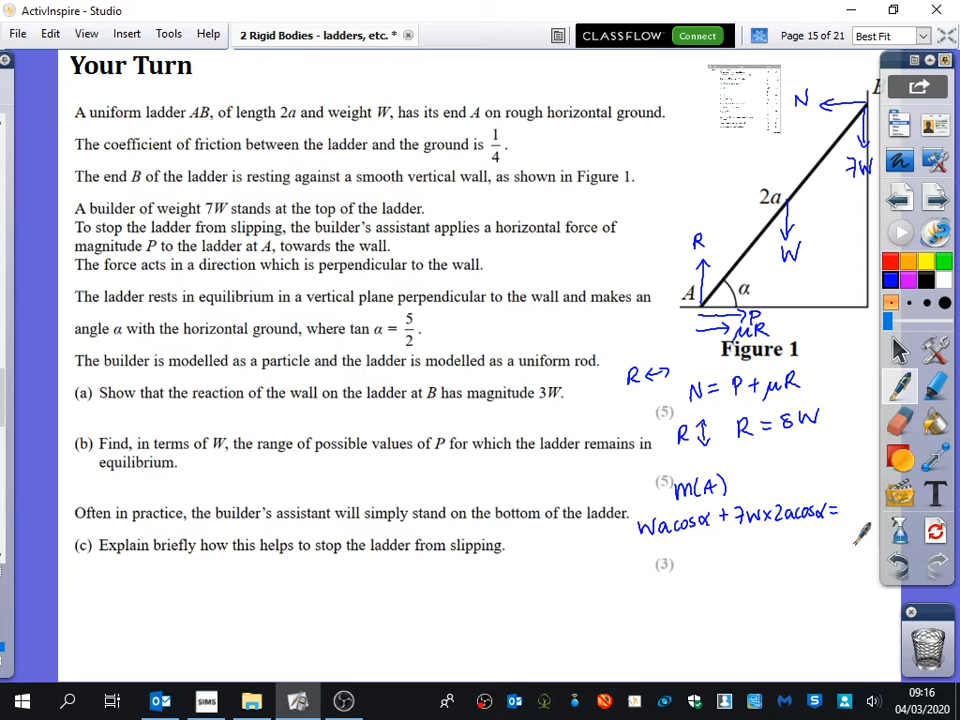 ActivInspire - Studio
File Edit View Insert Tools Help
2 Rigid Bodies - ladders, etc. *
CLASSFLOW Connect
Page 15 of 21
Best Fit
Your Turn
A uniform ladder AB, of length 2a and weight W, has its end A on rough horizontal ground.
The coefficient of friction between the ladder and the ground is 1/4.
The end B of the ladder is resting against a smooth vertical wall, as shown in Figure 1.
A builder of weight 7W stands at the top of the ladder.
To stop the ladder from slipping, the builder's assistant applies a horizontal force of
magnitude P to the ladder at A, towards the wall.
The force acts in a direction which is perpendicular to the wall.
The ladder rests in equilibrium in a vertical plane perpendicular to the wall and makes an
angle α with the horizontal ground, where tan α = 5/2.
The builder is modelled as a particle and the ladder is modelled as a uniform rod.
(a) Show that the reaction of the wall on the ladder at B has magnitude 3W.
(5)
(b) Find, in terms of W, the range of possible values of P for which the ladder remains in
equilibrium.
(5)
Often in practice, the builder's assistant will simply stand on the bottom of the ladder.
(c) Explain briefly how this helps to stop the ladder from slipping.
(3)
B
N
7W
2a
W
R
A
α
P
μR
Figure 1
R ↔ N = P + μR
R ↕ R = 8W
M(A)
Wacosα + 7W×2acosα =
T
SIMS
09:16
04/03/2020